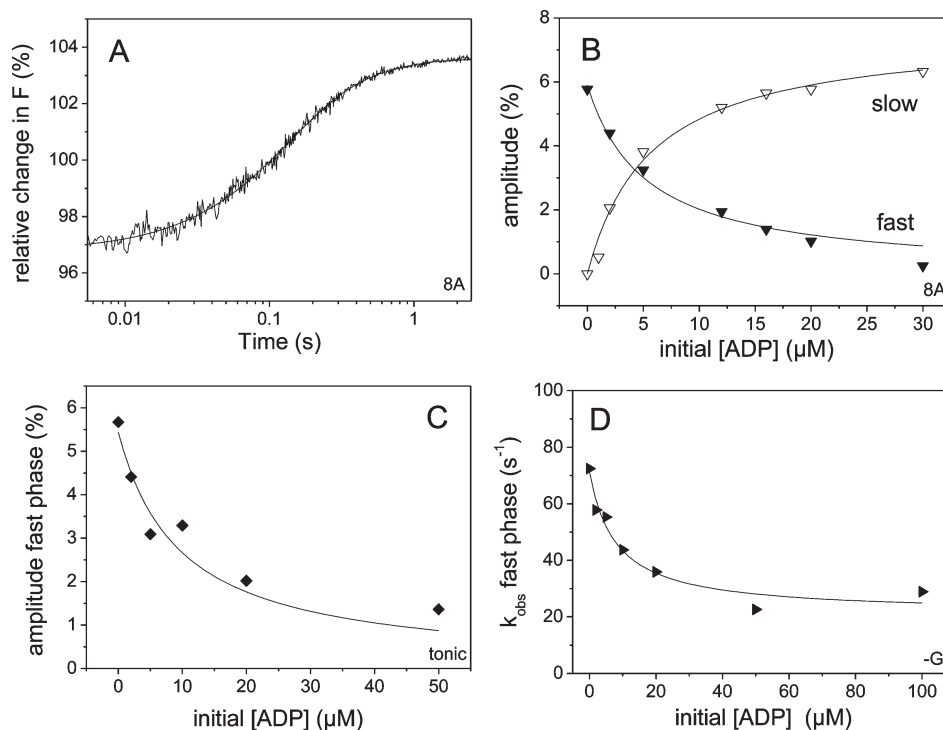 A
relative change in F (%)
104
102
100
98
96
0.01
0.1
1
Time (s)
8A
B
amplitude (%)
8
6
4
2
0
slow
fast
0
5
10
15
20
25
30
initial [ADP] (µM)
8A
C
amplitude fast phase (%)
6
5
4
3
2
1
0
0
10
20
30
40
50
initial [ADP] (µM)
tonic
D
k_obs fast phase (s⁻¹)
100
80
60
40
20
0
0
20
40
60
80
100
initial [ADP] (µM)
-G